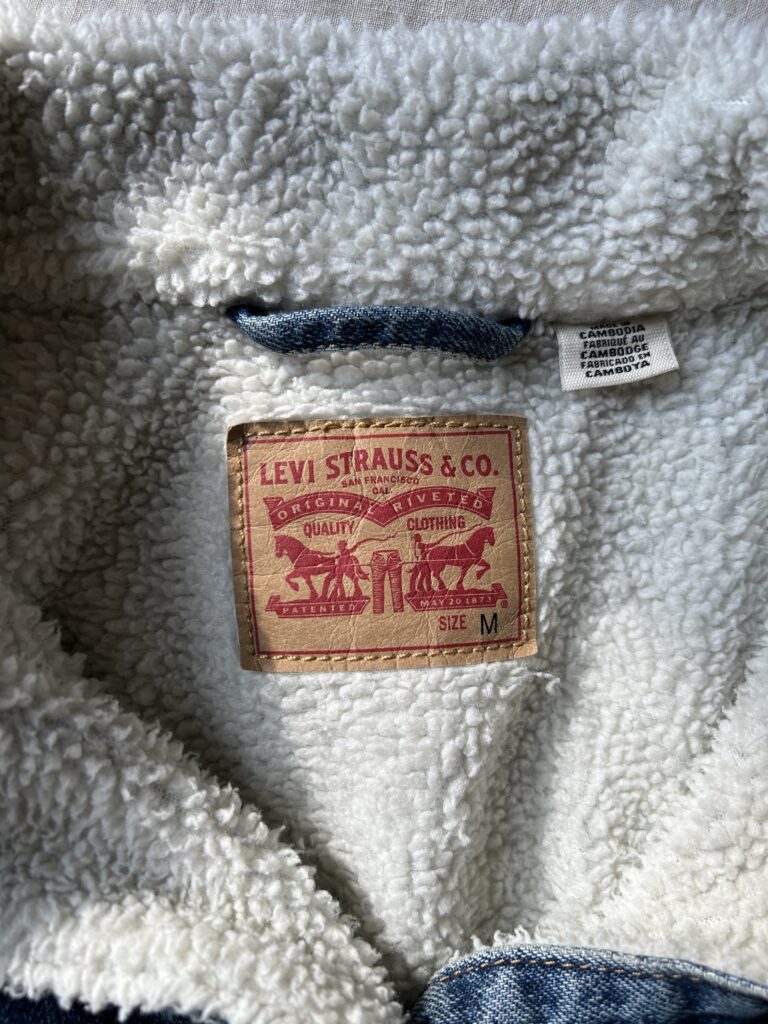 MADE IN
CAMBODIA
FABRIQUÉ AU
CAMBODGE
FABRICADO EN
CAMBOYA
LEVI STRAUSS & CO.
SAN FRANCISCO
CAL.
ORIGINAL RIVETED
QUALITY CLOTHING
PATENTED MAY 20 1873 ®
SIZE M